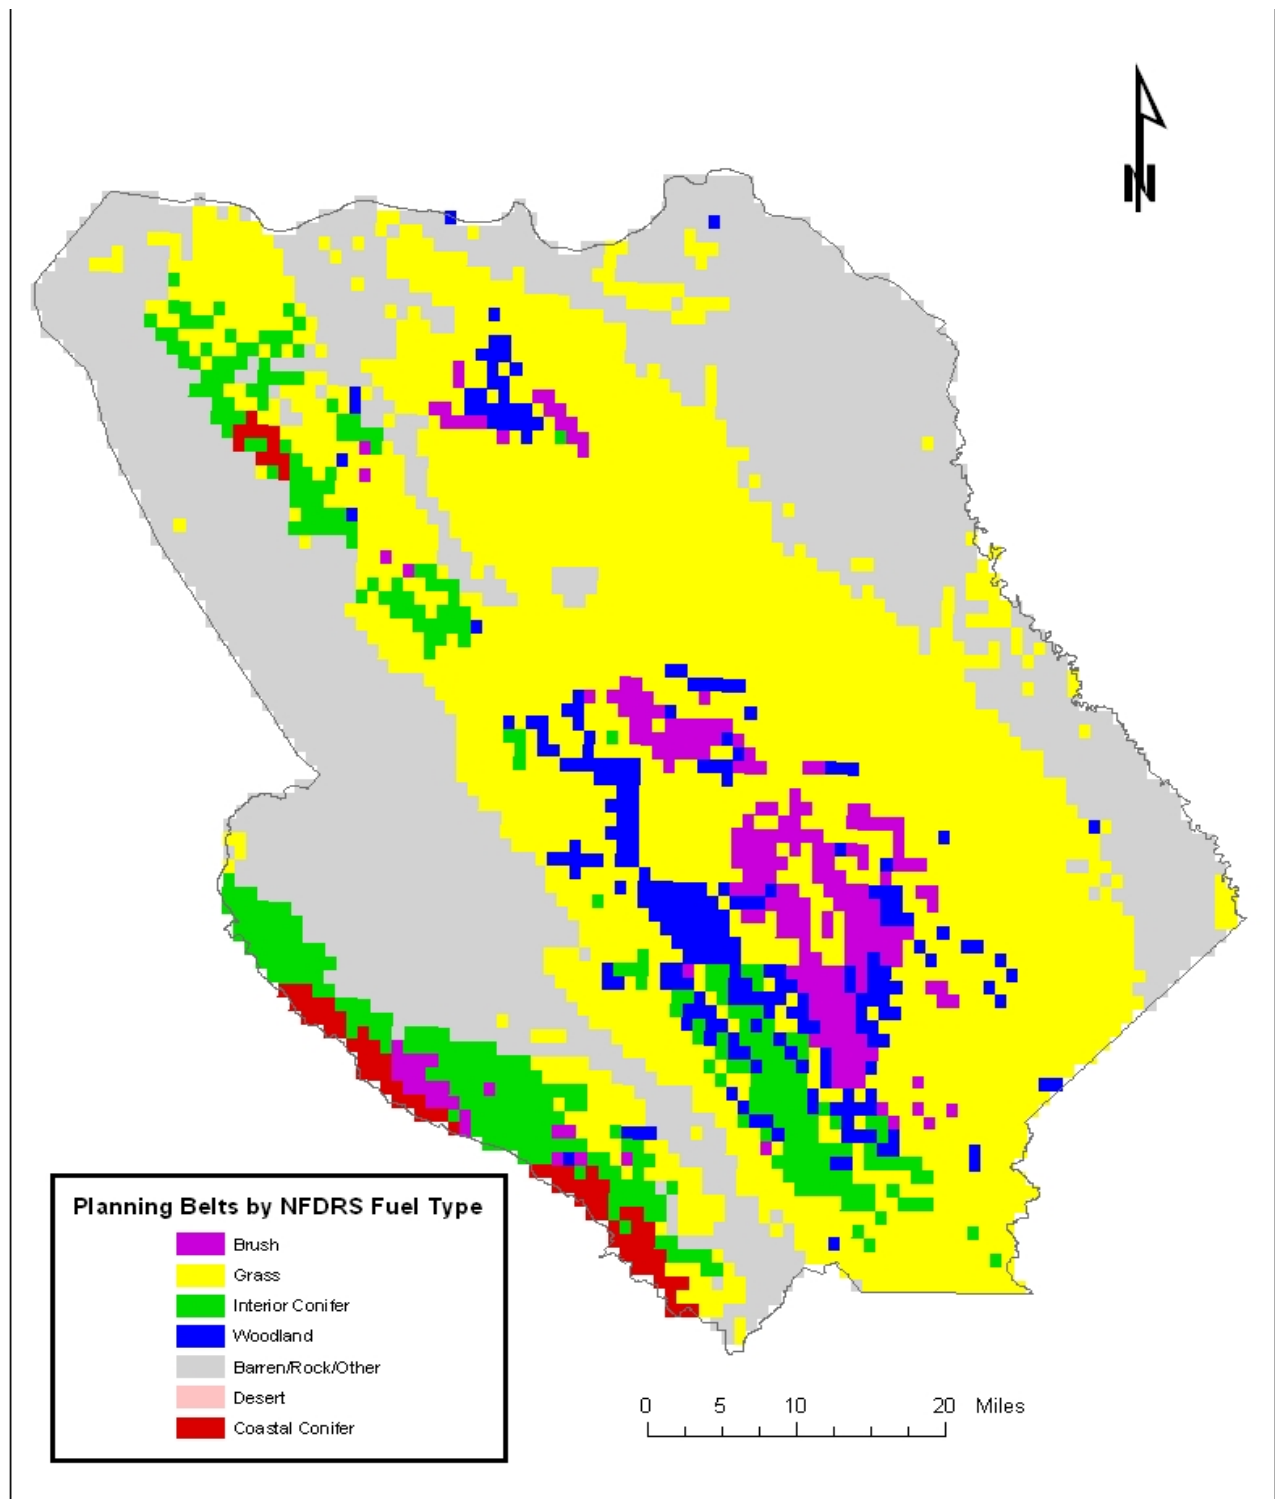 N
Planning Belts by NFDRS Fuel Type
Brush
Grass
Interior Conifer
Woodland
Barren/Rock/Other
Desert
Coastal Conifer
0 5 10 20 Miles